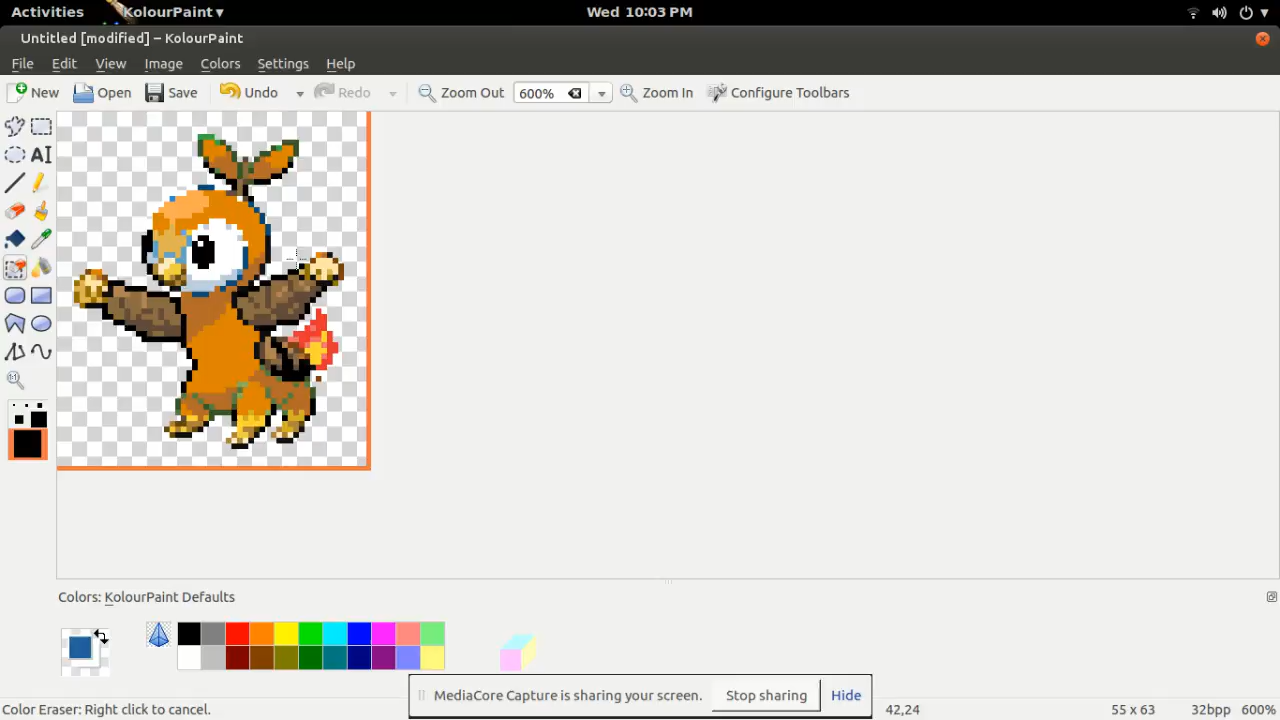 Activities KolourPaint ▾ Wed 10:03 PM
Untitled [modified] – KolourPaint
File Edit View Image Colors Settings Help
New Open Save Undo Redo Zoom Out 600% Zoom In Configure Toolbars
AI
Colors: KolourPaint Defaults
MediaCore Capture is sharing your screen. Stop sharing Hide
Color Eraser: Right click to cancel. 42,24 55 x 63 32bpp 600%